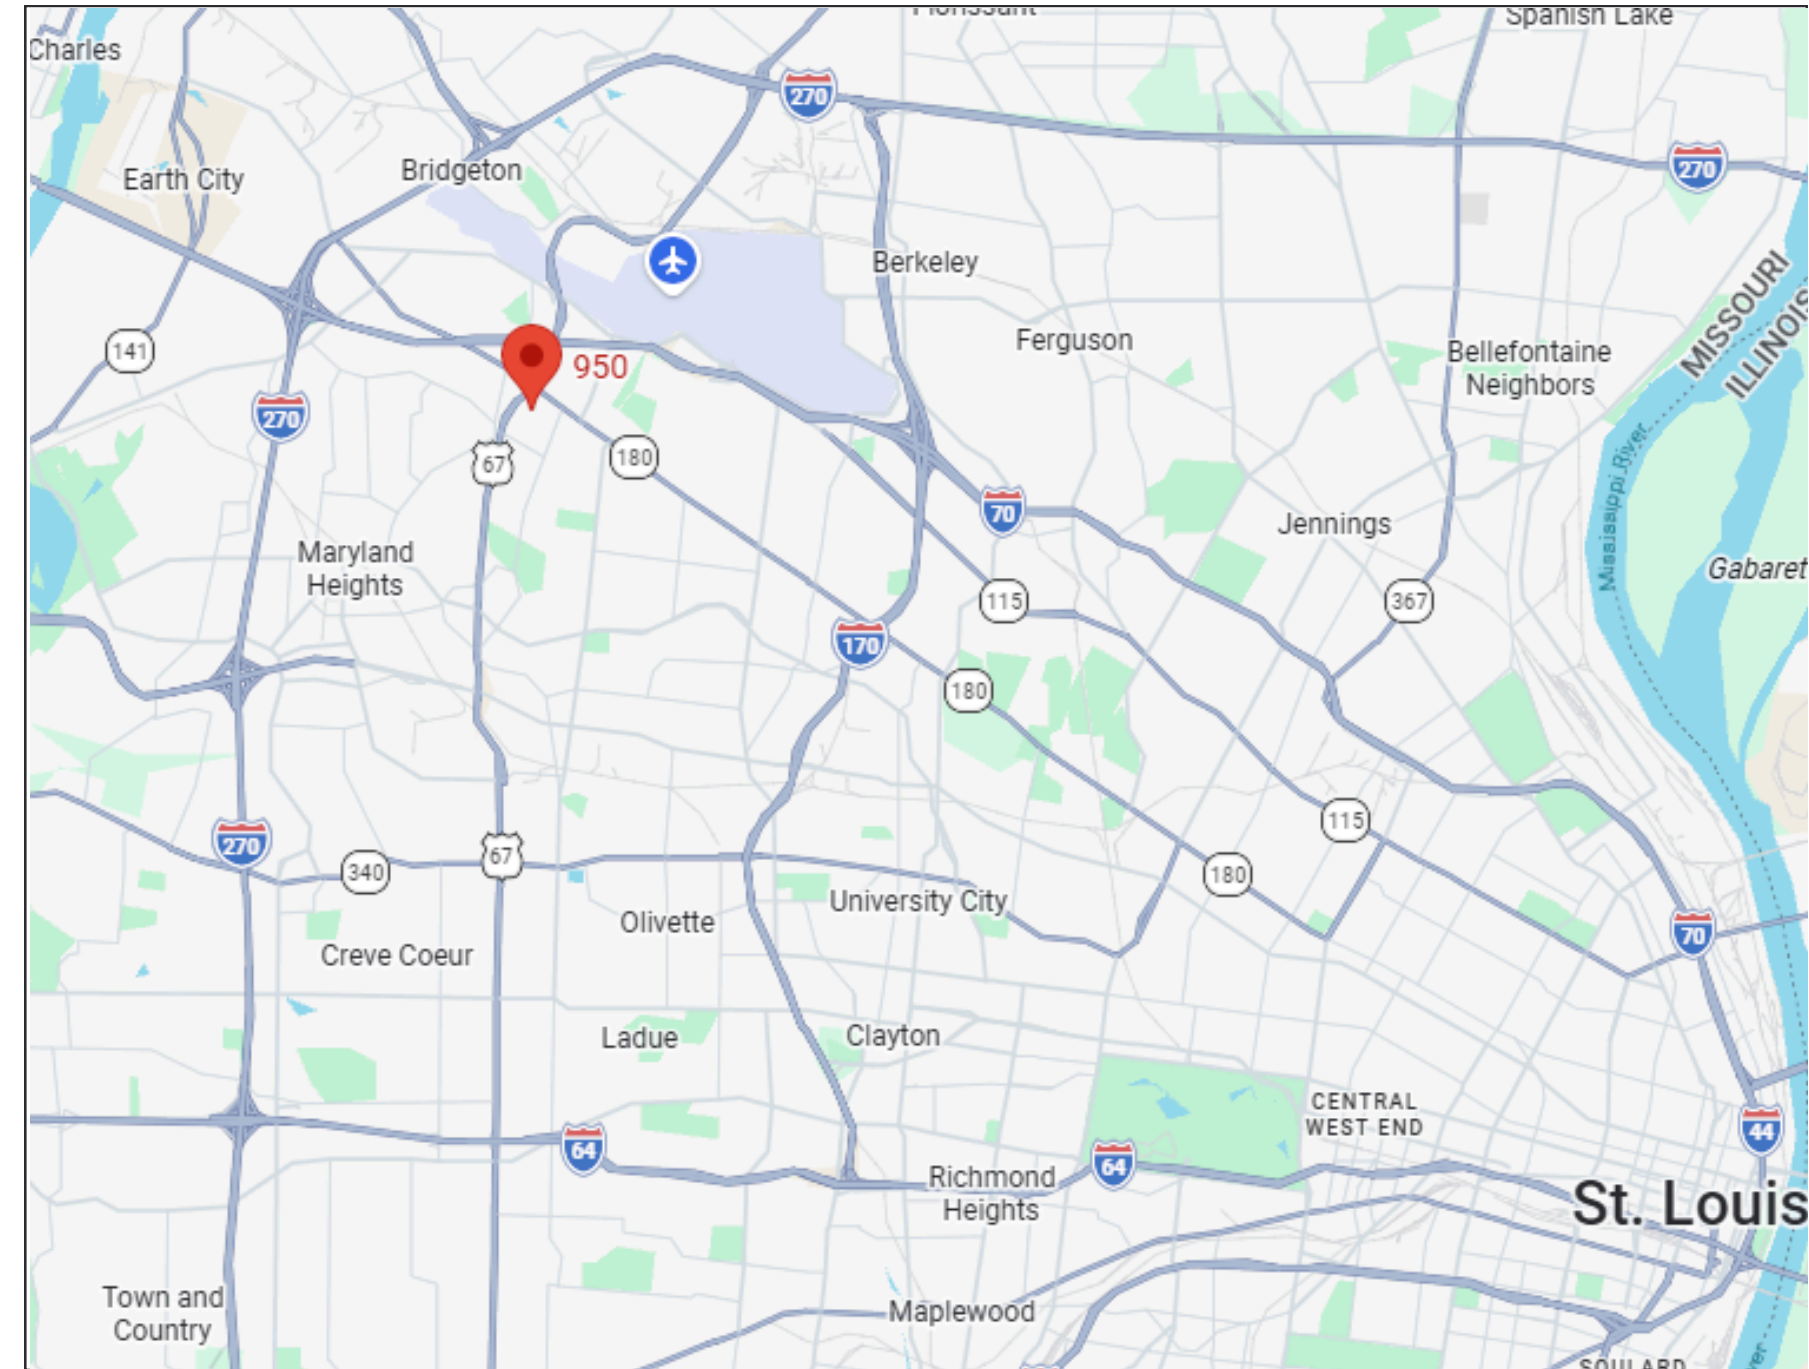 Florissant
Spanish Lake
Charles
270
270
Earth City
Bridgeton
Berkeley
MISSOURI
ILLINOIS
141
950
Ferguson
Bellefontaine
Neighbors
270
67
180
70
Jennings
Mississippi River
Maryland
Heights
115
367
Gabaret
170
180
270
340
67
115
180
University City
Olivette
Creve Coeur
70
Ladue
Clayton
CENTRAL
WEST END
44
64
64
Richmond
Heights
St. Louis
Town and
Country
Maplewood
SOULARD